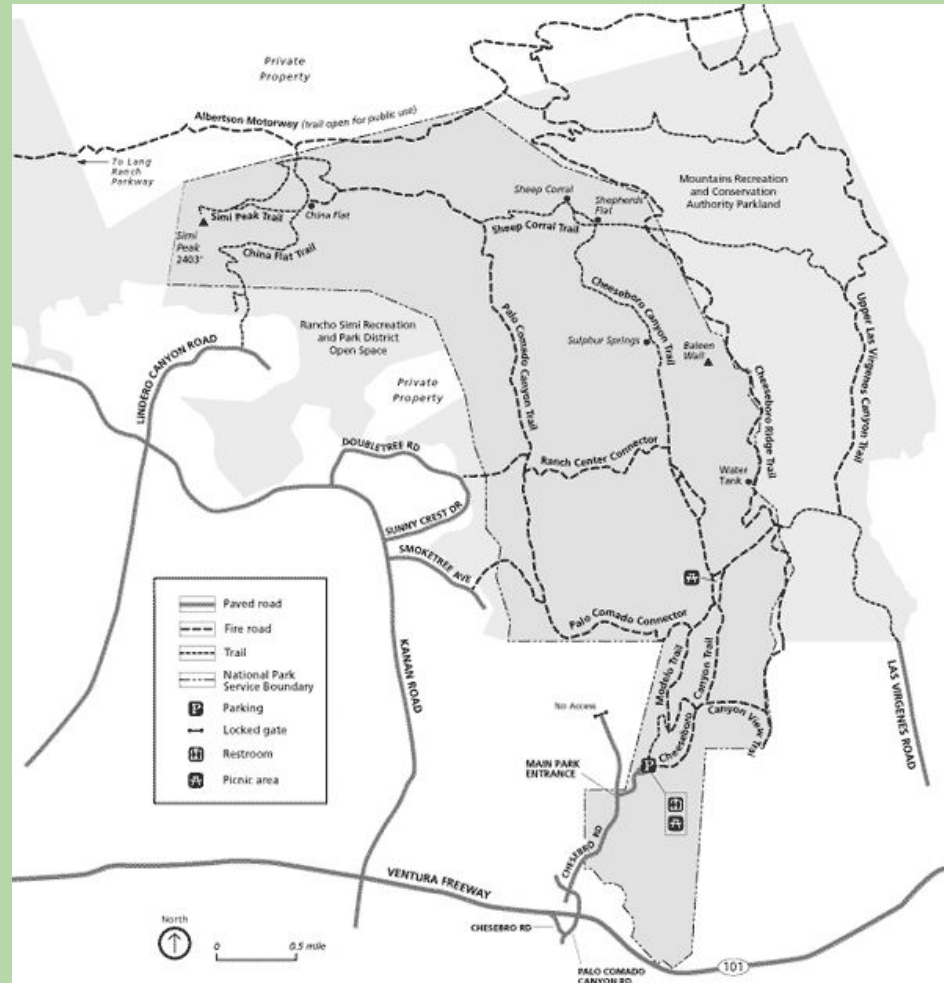 Private
Property
Albertson Motorway (trail open for public use)
To Lang
Ranch
Parkway
Mountains Recreation
and Conservation
Authority Parkland
Sheep Corral
Shepherds'
Flat
China Flat
Simi Peak Trail
Simi
Peak
2403'
Sheep Corral Trail
China Flat Trail
Cheeseboro Canyon Trail
Palo Comado Canyon Trail
Upper Las Virgenes Canyon Trail
Rancho Simi Recreation
and Park District
Open Space
Sulphur Springs
Baleen
Wall
Cheeseboro Ridge Trail
LINDERO CANYON ROAD
Private
Property
DOUBLETREE RD
Ranch Center Connector
Water
Tank
SUNNY CREST DR
SMOKETREE AVE
Palo Comado Connector
Paved road
Fire road
Trail
National Park
Service Boundary
P
Parking
Locked gate
Restroom
Picnic area
KANAN ROAD
Modelo Trail
Cheeseboro Canyon Trail
Canyon View Trai
LAS VIRGENES ROAD
No Access
MAIN PARK
ENTRANCE
P
CHESEBRO RD
VENTURA FREEWAY
North
0 0.5 mile
CHESEBRO RD
PALO COMADO
CANYON RD
101